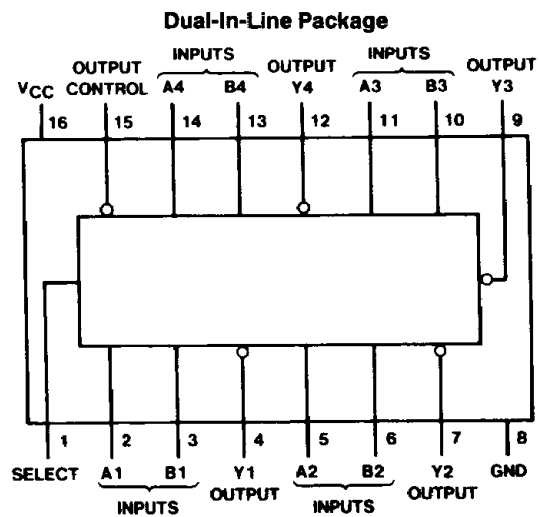 Dual-In-Line Package
INPUTS INPUTS
OUTPUT OUTPUT OUTPUT
VCC CONTROL A4 B4 Y4 A3 B3 Y3
16 15 14 13 12 11 10 9
1 2 3 4 5 6 7 8
SELECT A1 B1 Y1 A2 B2 Y2 GND
INPUTS OUTPUT INPUTS OUTPUT